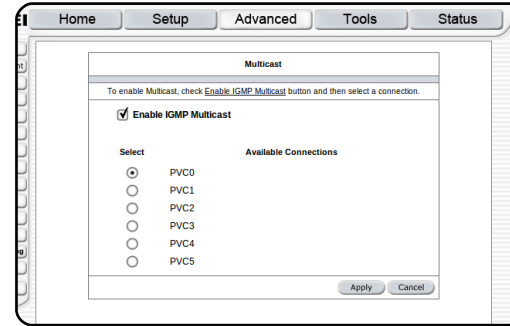 Home Setup Advanced Tools Status
Multicast
To enable Multicast, check Enable IGMP Multicast button and then select a connection.
Enable IGMP Multicast
Select Available Connections
PVC0
PVC1
PVC2
PVC3
PVC4
PVC5
Apply Cancel